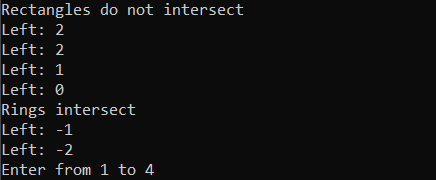 Rectangles do not intersect
Left: 2
Left: 2
Left: 1
Left: 0
Rings intersect
Left: -1
Left: -2
Enter from 1 to 4